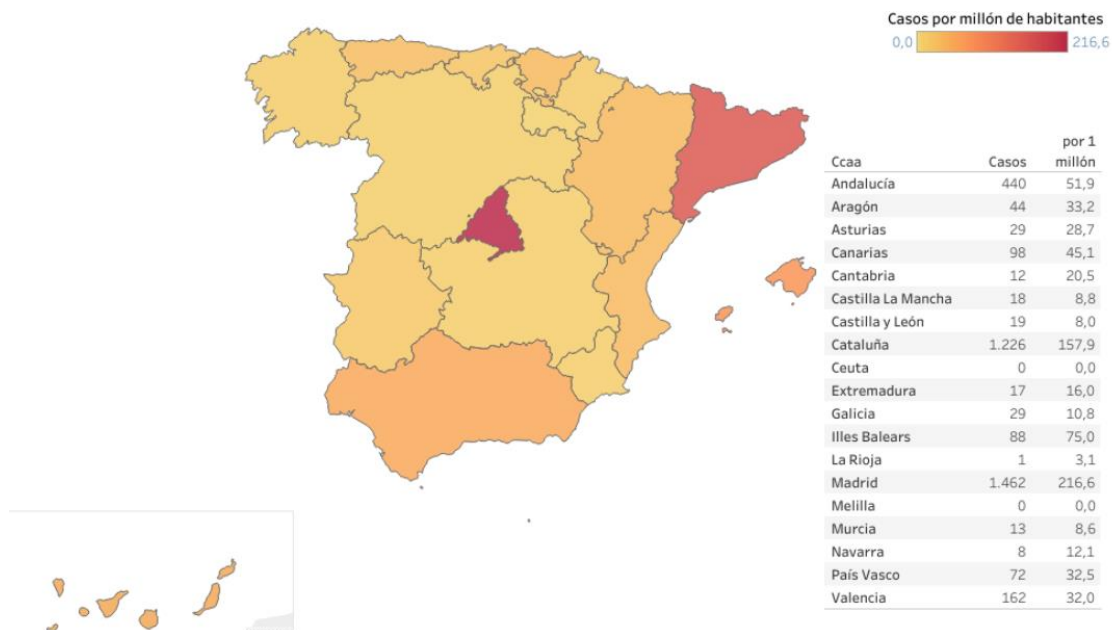 Casos por millón de habitantes
0,0 216,6
por 1
Ccaa Casos millón
Andalucía 440 51,9
Aragón 44 33,2
Asturias 29 28,7
Canarias 98 45,1
Cantabria 12 20,5
Castilla La Mancha 18 8,8
Castilla y León 19 8,0
Cataluña 1.226 157,9
Ceuta 0 0,0
Extremadura 17 16,0
Galicia 29 10,8
Illes Balears 88 75,0
La Rioja 1 3,1
Madrid 1.462 216,6
Melilla 0 0,0
Murcia 13 8,6
Navarra 8 12,1
País Vasco 72 32,5
Valencia 162 32,0